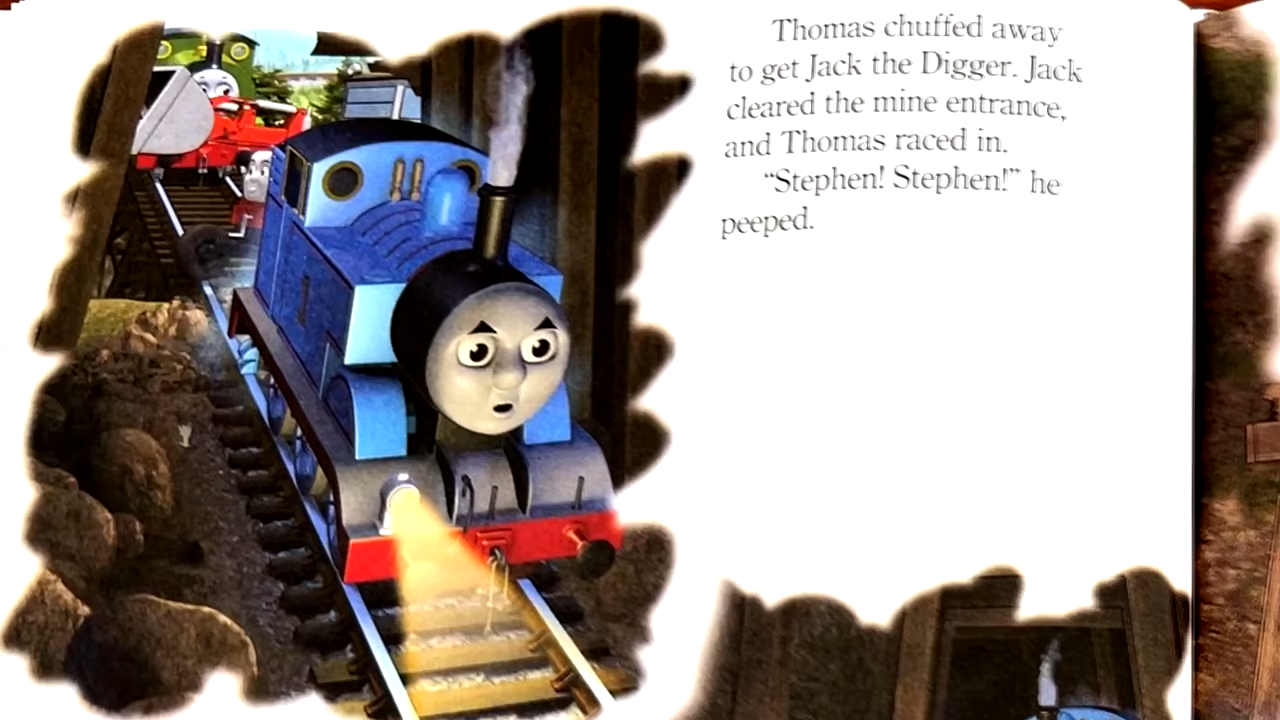 Thomas chuffed away
to get Jack the Digger. Jack
cleared the mine entrance,
and Thomas raced in.
“Stephen! Stephen!” he
peeped.